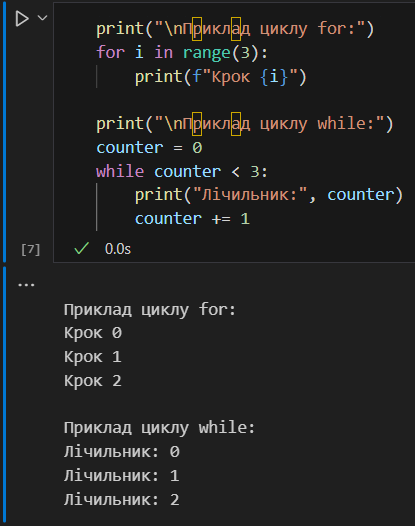 print("\nПриклад циклу for:")
for i in range(3):
    print(f"Крок {i}")

print("\nПриклад циклу while:")
counter = 0
while counter < 3:
    print("Лічильник:", counter)
    counter += 1
[7] 0.0s
...
Приклад циклу for:
Крок 0
Крок 1
Крок 2

Приклад циклу while:
Лічильник: 0
Лічильник: 1
Лічильник: 2